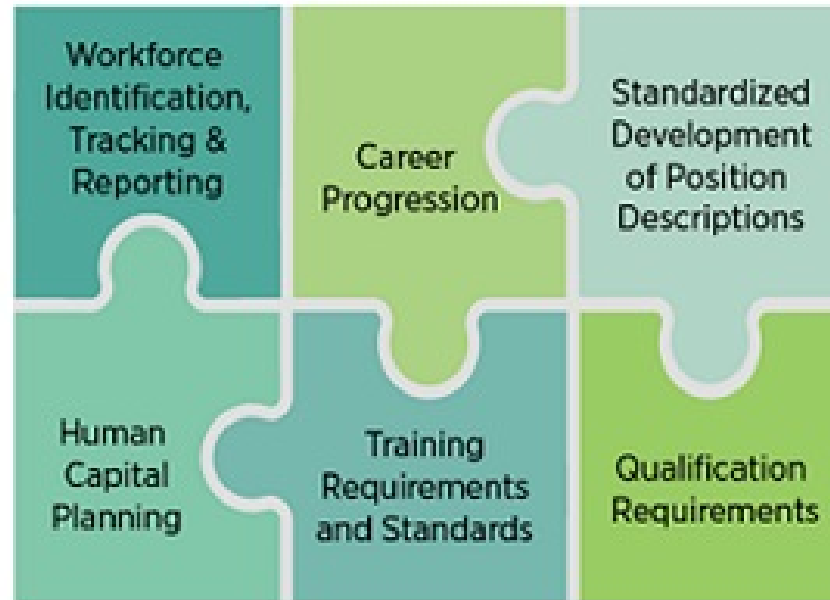 Workforce
Identification,
Tracking &
Reporting
Career
Progression
Standardized
Development
of Position
Descriptions
Human
Capital
Planning
Training
Requirements
and Standards
Qualification
Requirements